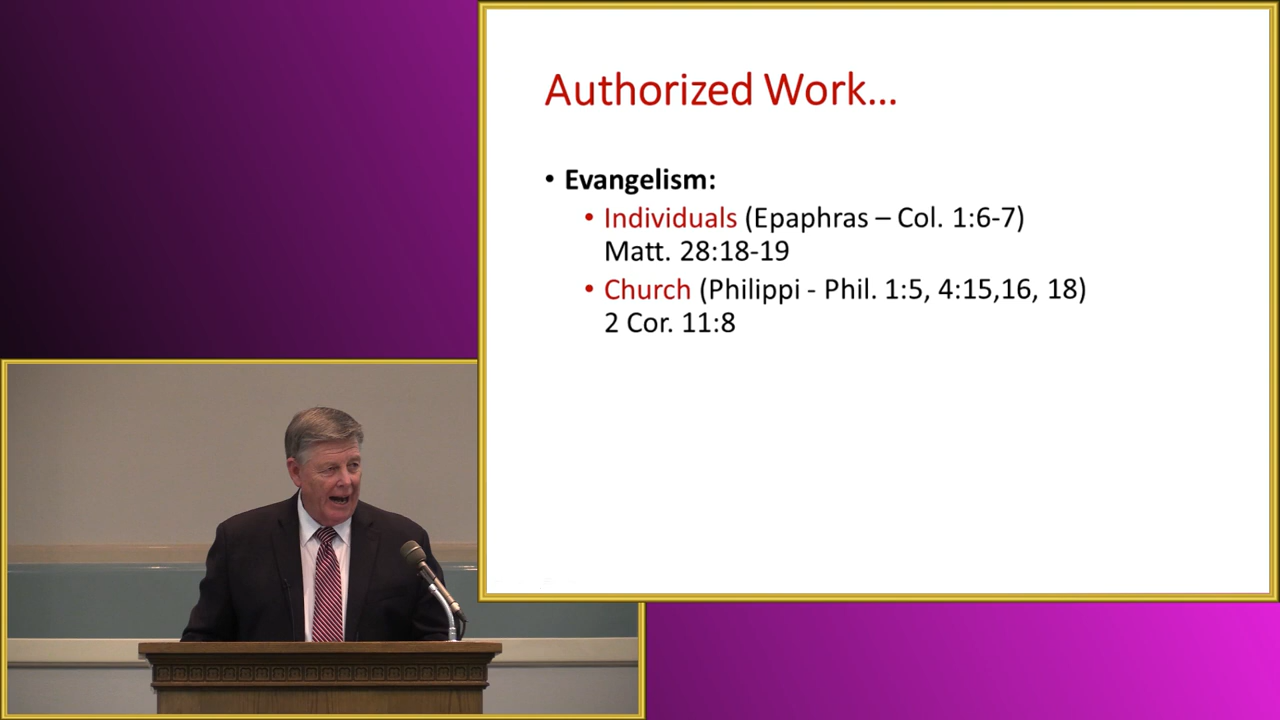 Authorized Work...
• Evangelism:
• Individuals (Epaphras – Col. 1:6-7)
Matt. 28:18-19
• Church (Philippi - Phil. 1:5, 4:15,16, 18)
2 Cor. 11:8